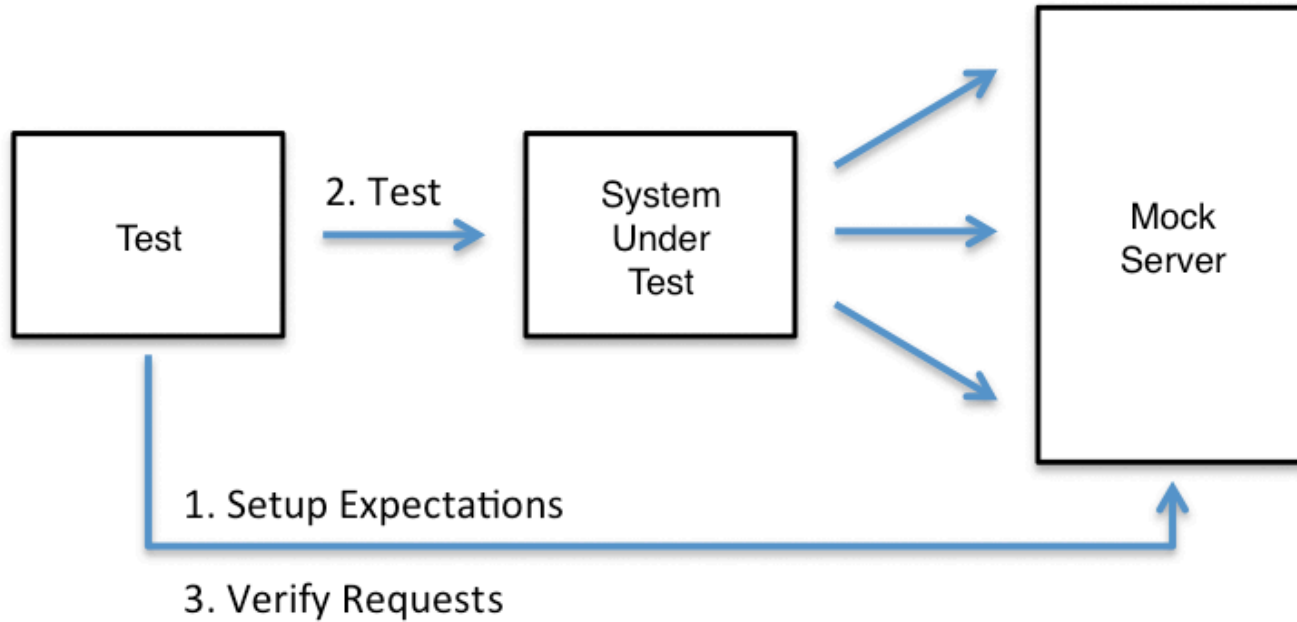 Test
2. Test
System
Under
Test
Mock
Server
1. Setup Expectations
3. Verify Requests